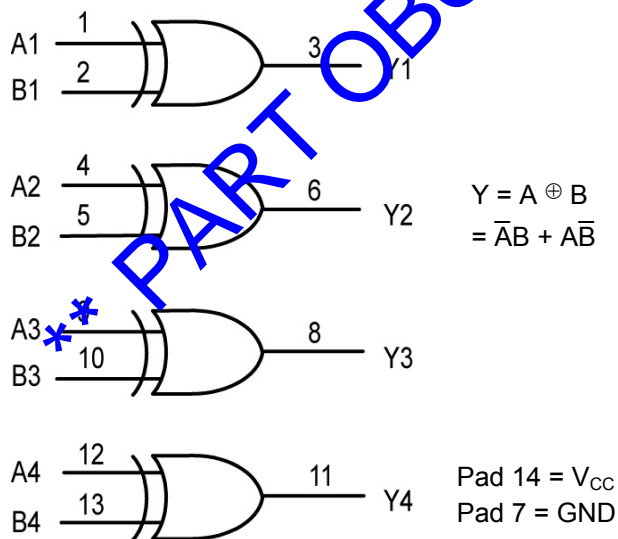 1
A1
3
2
B1
Y1
4
A2
6
5
Y2
B2
Y = A ⊕ B
= A̅B + AB̅
** PART
A3
8
10
Y3
B3
12
A4
11
13
Y4
B4
Pad 14 = VCC
Pad 7 = GND